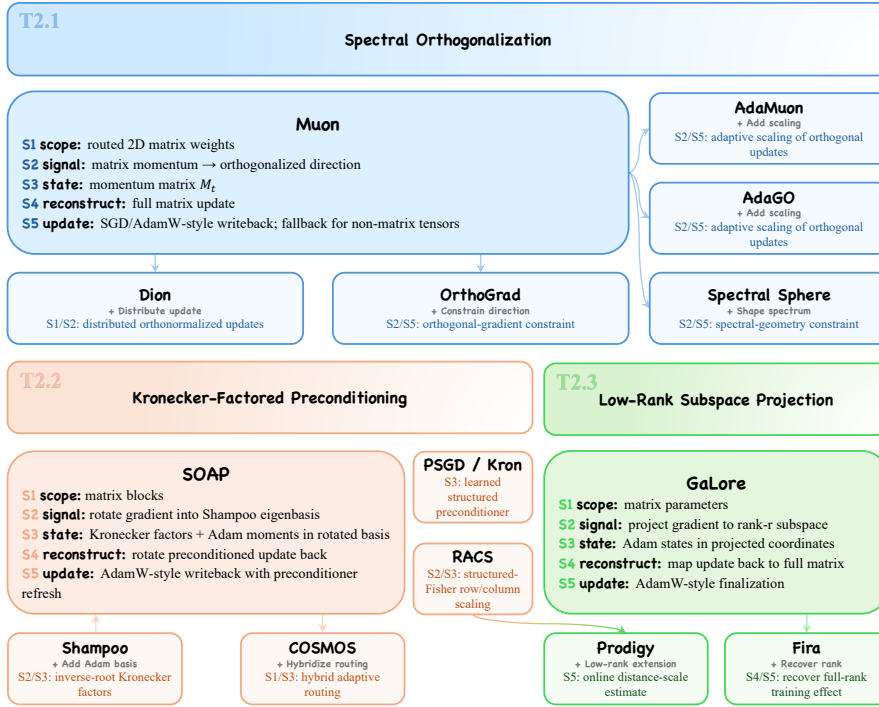 T2.1
Spectral Orthogonalization
Muon
S1 scope: routed 2D matrix weights
S2 signal: matrix momentum → orthogonalized direction
S3 state: momentum matrix M_t
S4 reconstruct: full matrix update
S5 update: SGD/AdamW-style writeback; fallback for non-matrix tensors
AdaMuon
+ Add scaling
S2/S5: adaptive scaling of orthogonal
updates
AdaGO
+ Add scaling
S2/S5: adaptive scaling of orthogonal
updates
Dion
+ Distribute update
S1/S2: distributed orthonormalized updates
OrthoGrad
+ Constrain direction
S2/S5: orthogonal-gradient constraint
Spectral Sphere
+ Shape spectrum
S2/S5: spectral-geometry constraint
T2.2
Kronecker-Factored Preconditioning
SOAP
S1 scope: matrix blocks
S2 signal: rotate gradient into Shampoo eigenbasis
S3 state: Kronecker factors + Adam moments in rotated basis
S4 reconstruct: rotate preconditioned update back
S5 update: AdamW-style writeback with preconditioner
refresh
PSGD / Kron
S3: learned
structured
preconditioner
RACS
S2/S3: structured-
Fisher row/column
scaling
Shampoo
+ Add Adam basis
S2/S3: inverse-root Kronecker
factors
COSMOS
+ Hybridize routing
S1/S3: hybrid adaptive
routing
T2.3
Low-Rank Subspace Projection
GaLore
S1 scope: matrix parameters
S2 signal: project gradient to rank-r subspace
S3 state: Adam states in projected coordinates
S4 reconstruct: map update back to full matrix
S5 update: AdamW-style finalization
Prodigy
+ Low-rank extension
S5: online distance-scale
estimate
Fira
+ Recover rank
S4/S5: recover full-rank
training effect